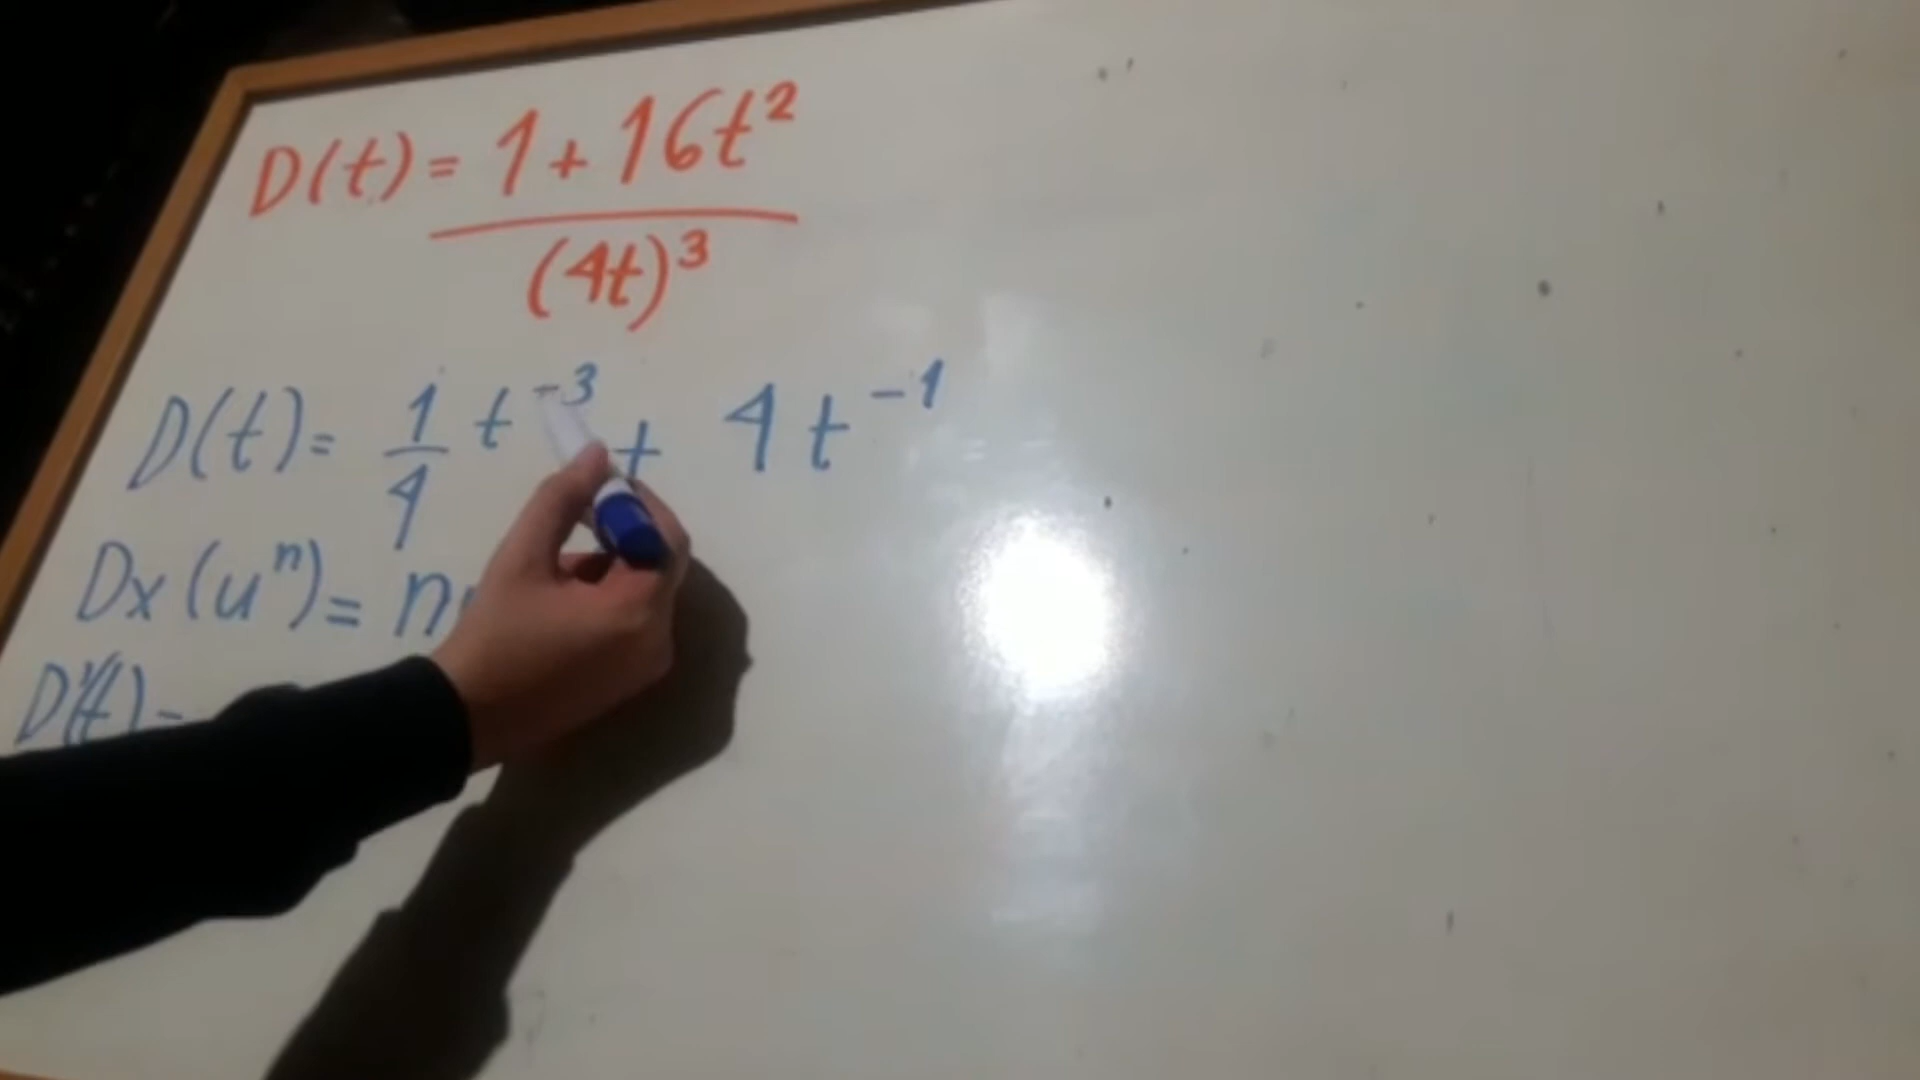 D(t) = 1 + 16t²
(4t)³
D(t) = 1/4 t⁻³ + 4t⁻¹
Dx(uⁿ) = n
D'(t) =